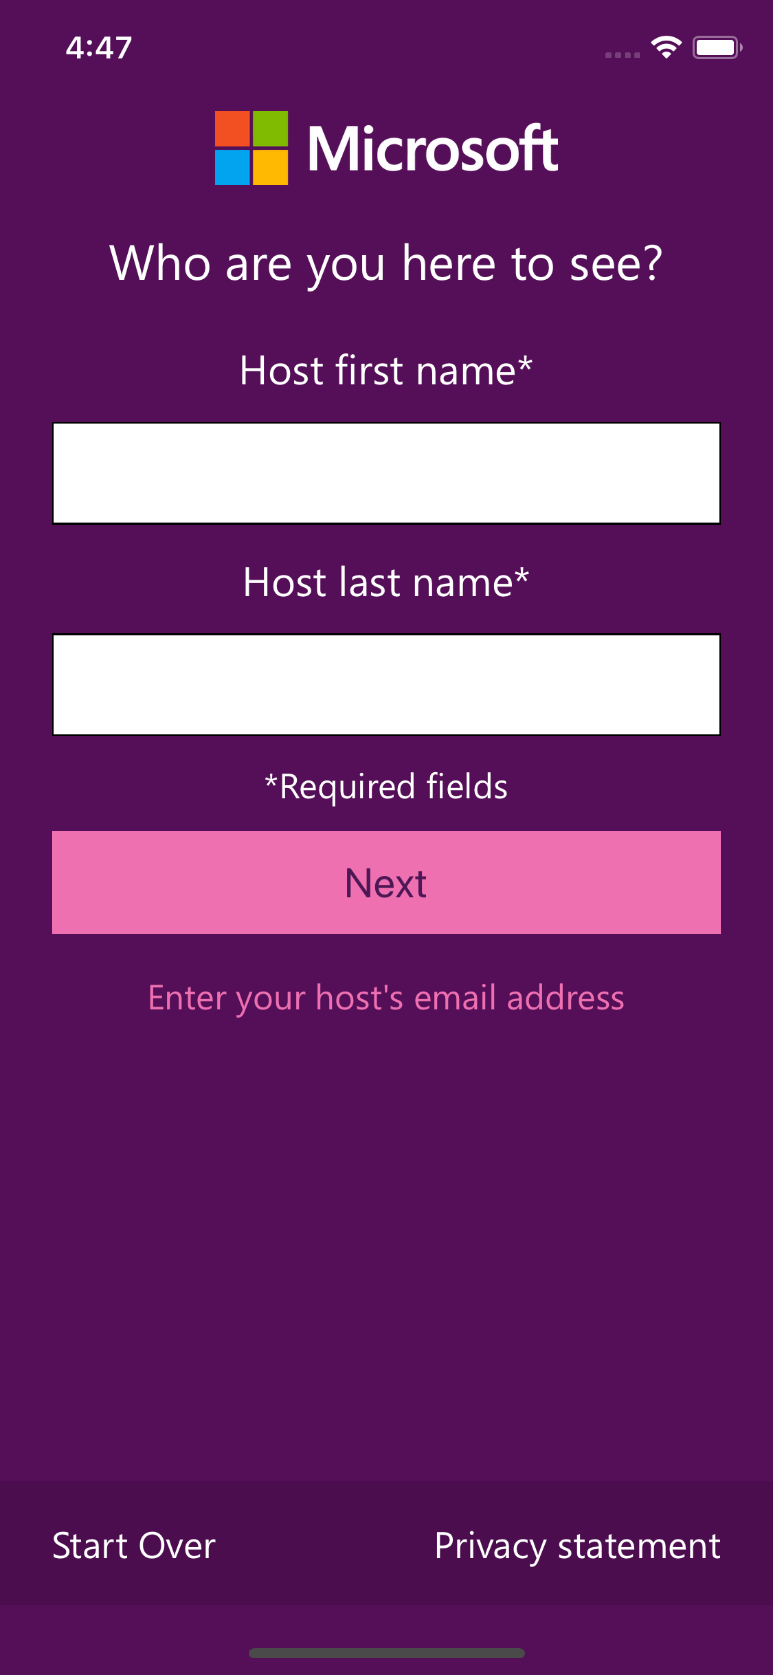 4:47
Microsoft
Who are you here to see?
Host first name*
Host last name*
*Required fields
Next
Enter your host's email address
Start Over
Privacy statement